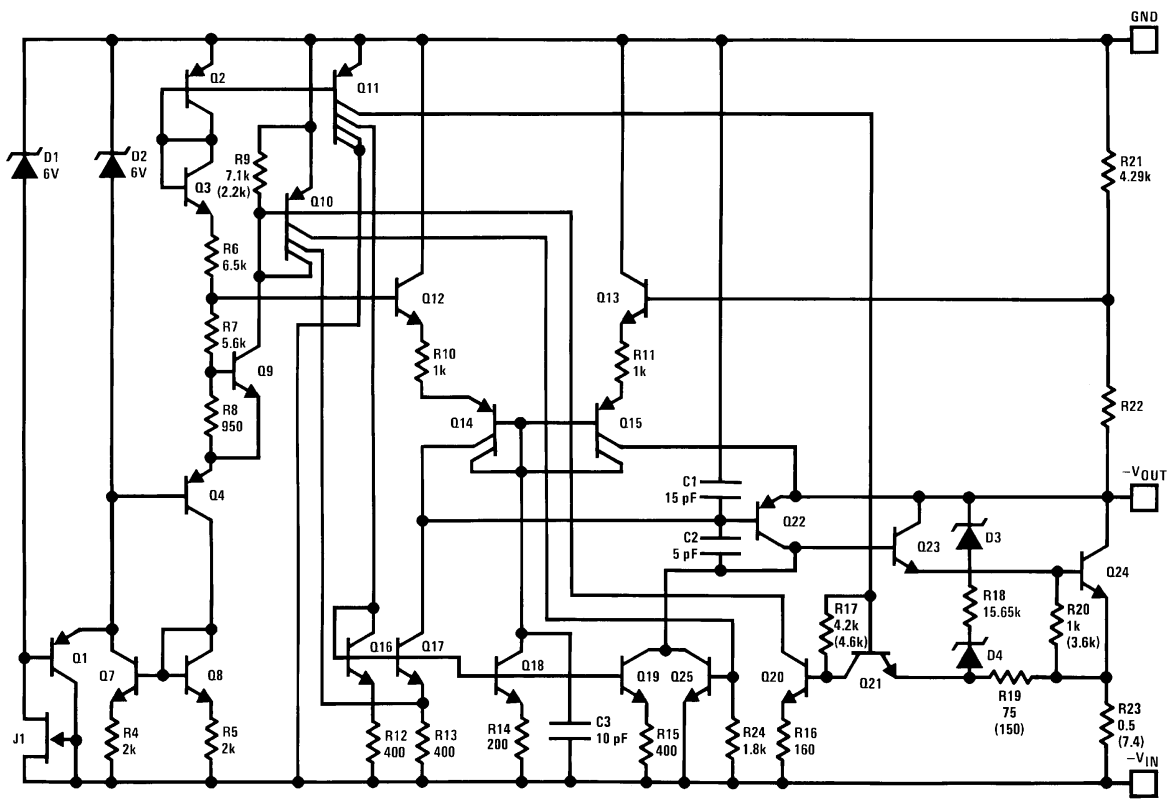 GND
Q2
Q11
D1
6V
D2
6V
R9
7.1k
(2.2k)
Q3
Q10
R21
4.29k
R6
6.5k
Q12
Q13
R7
5.6k
R10
1k
R11
1k
Q9
R8
950
Q14
Q15
R22
Q4
C1
15 pF
-VOUT
Q22
C2
5 pF
Q23
D3
Q24
R18
15.65k
R20
1k
(3.6k)
R17
4.2k
(4.6k)
D4
Q1
Q7
Q8
Q16
Q17
Q18
Q19
Q25
Q20
Q21
R19
75
(150)
R23
0.5
(7.4)
J1
R4
2k
R5
2k
R12
400
R13
400
R14
200
C3
10 pF
R15
400
R24
1.8k
R16
160
-VIN